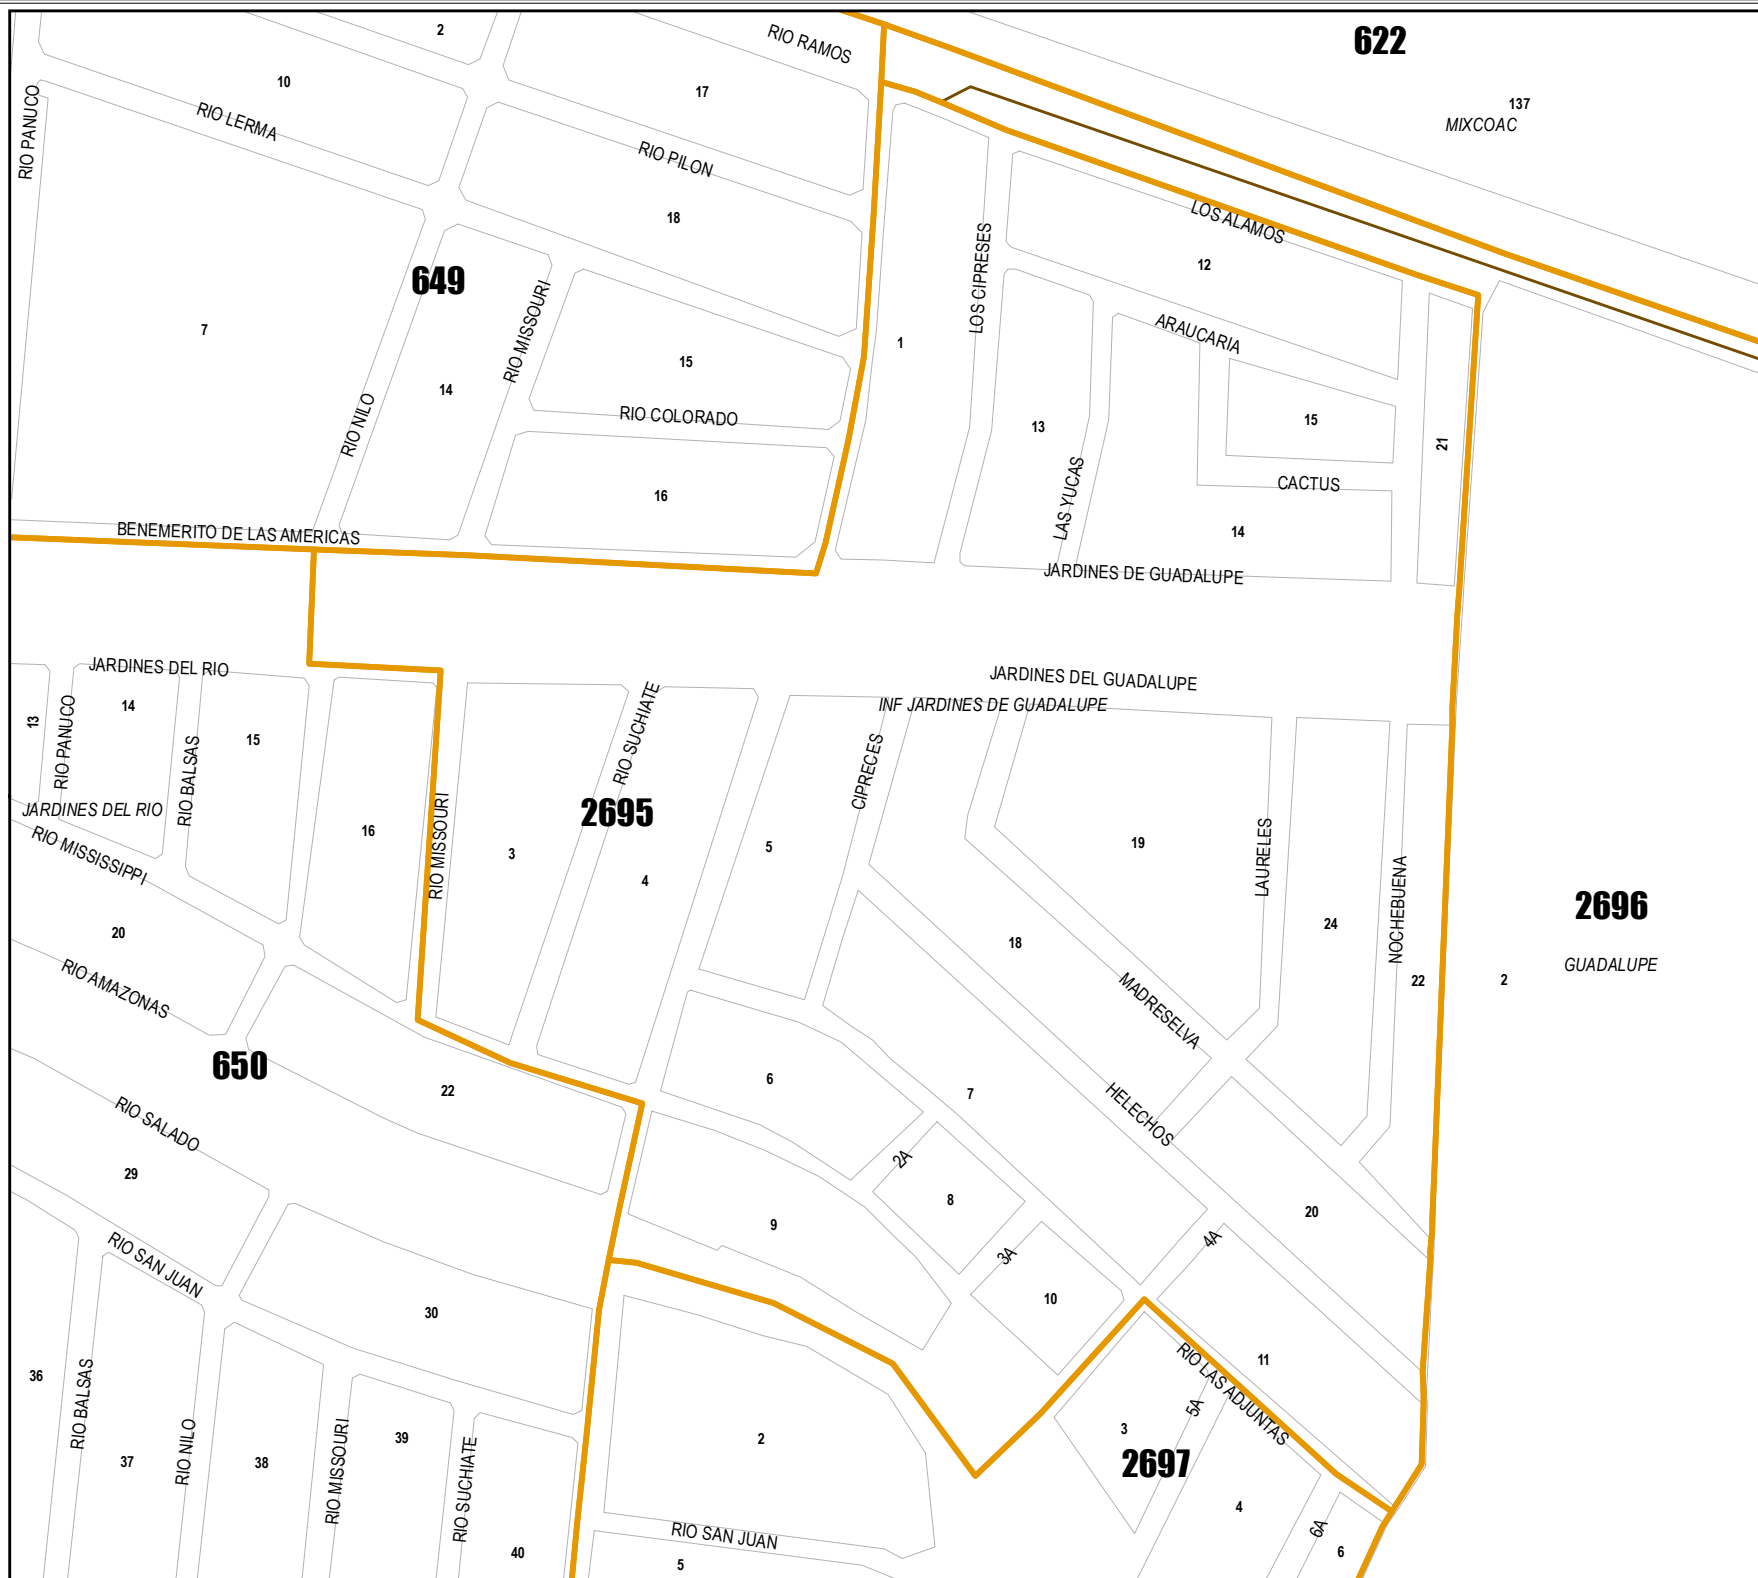 2
RIO RAMOS
622
10
17
137
MIXCOAC
RIO PANUCO
RIO LERMA
RIO PILON
18
LOS ALAMOS
649
LOS CIPRESES
12
7
RIO MISSOURI
1
ARAUCARIA
15
14
RIO NILO
RIO COLORADO
13
15
21
16
LAS YUCAS
CACTUS
14
BENEMERITO DE LAS AMERICAS
JARDINES DE GUADALUPE
JARDINES DEL RIO
JARDINES DEL GUADALUPE
INF JARDINES DE GUADALUPE
13
RIO PANUCO
14
15
RIO BALSAS
RIO SUCHIATE
CIPRECES
JARDINES DEL RIO
2695
16
RIO MISSOURI
RIO MISSISSIPPI
3
4
5
19
LAURELES
NOCHEBUENA
2696
20
18
24
GUADALUPE
RIO AMAZONAS
MADRESELVA
22
2
650
22
6
7
HELECHOS
RIO SALADO
2A
29
8
9
20
RIO SAN JUAN
3A
4A
30
10
36
RIO BALSAS
11
RIO LAS ADJUNTAS
37
RIO NILO
38
RIO MISSOURI
39
RIO SUCHIATE
2
3
5A
2697
4
RIO SAN JUAN
6A
40
5
6